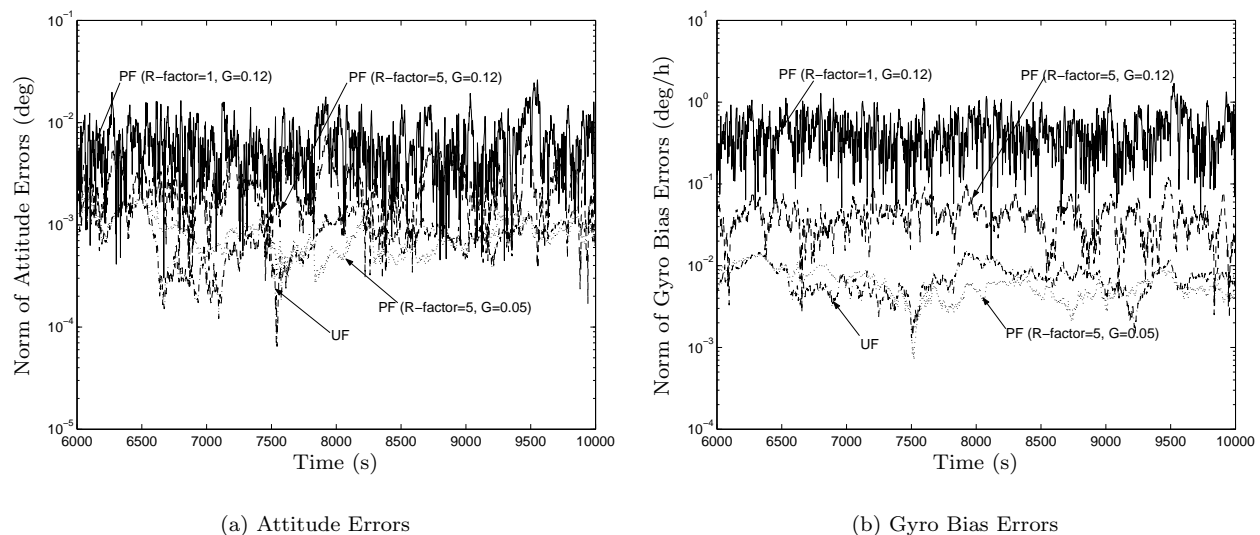 10⁻¹
10⁻²
10⁻³
10⁻⁴
10⁻⁵
Norm of Attitude Errors (deg)
PF (R-factor=1, G=0.12)
PF (R-factor=5, G=0.12)
PF (R-factor=5, G=0.05)
UF
6000 6500 7000 7500 8000 8500 9000 9500 10000
Time (s)
(a) Attitude Errors
10¹
10⁰
10⁻¹
10⁻²
10⁻³
10⁻⁴
Norm of Gyro Bias Errors (deg/h)
PF (R-factor=1, G=0.12)
PF (R-factor=5, G=0.12)
PF (R-factor=5, G=0.05)
UF
6000 6500 7000 7500 8000 8500 9000 9500 10000
Time (s)
(b) Gyro Bias Errors